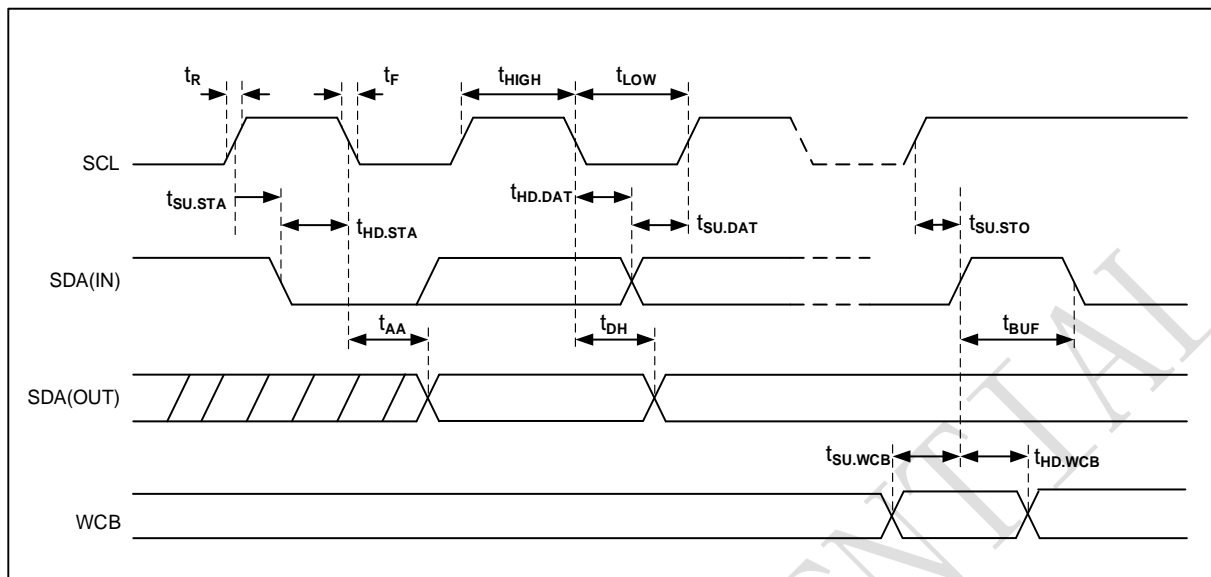 tR tF tHIGH tLOW
SCL
tSU.STA tHD.STA tHD.DAT tSU.DAT tSU.STO
SDA(IN)
tAA tDH tBUF
SDA(OUT)
tSU.WCB tHD.WCB
WCB
NTIAL